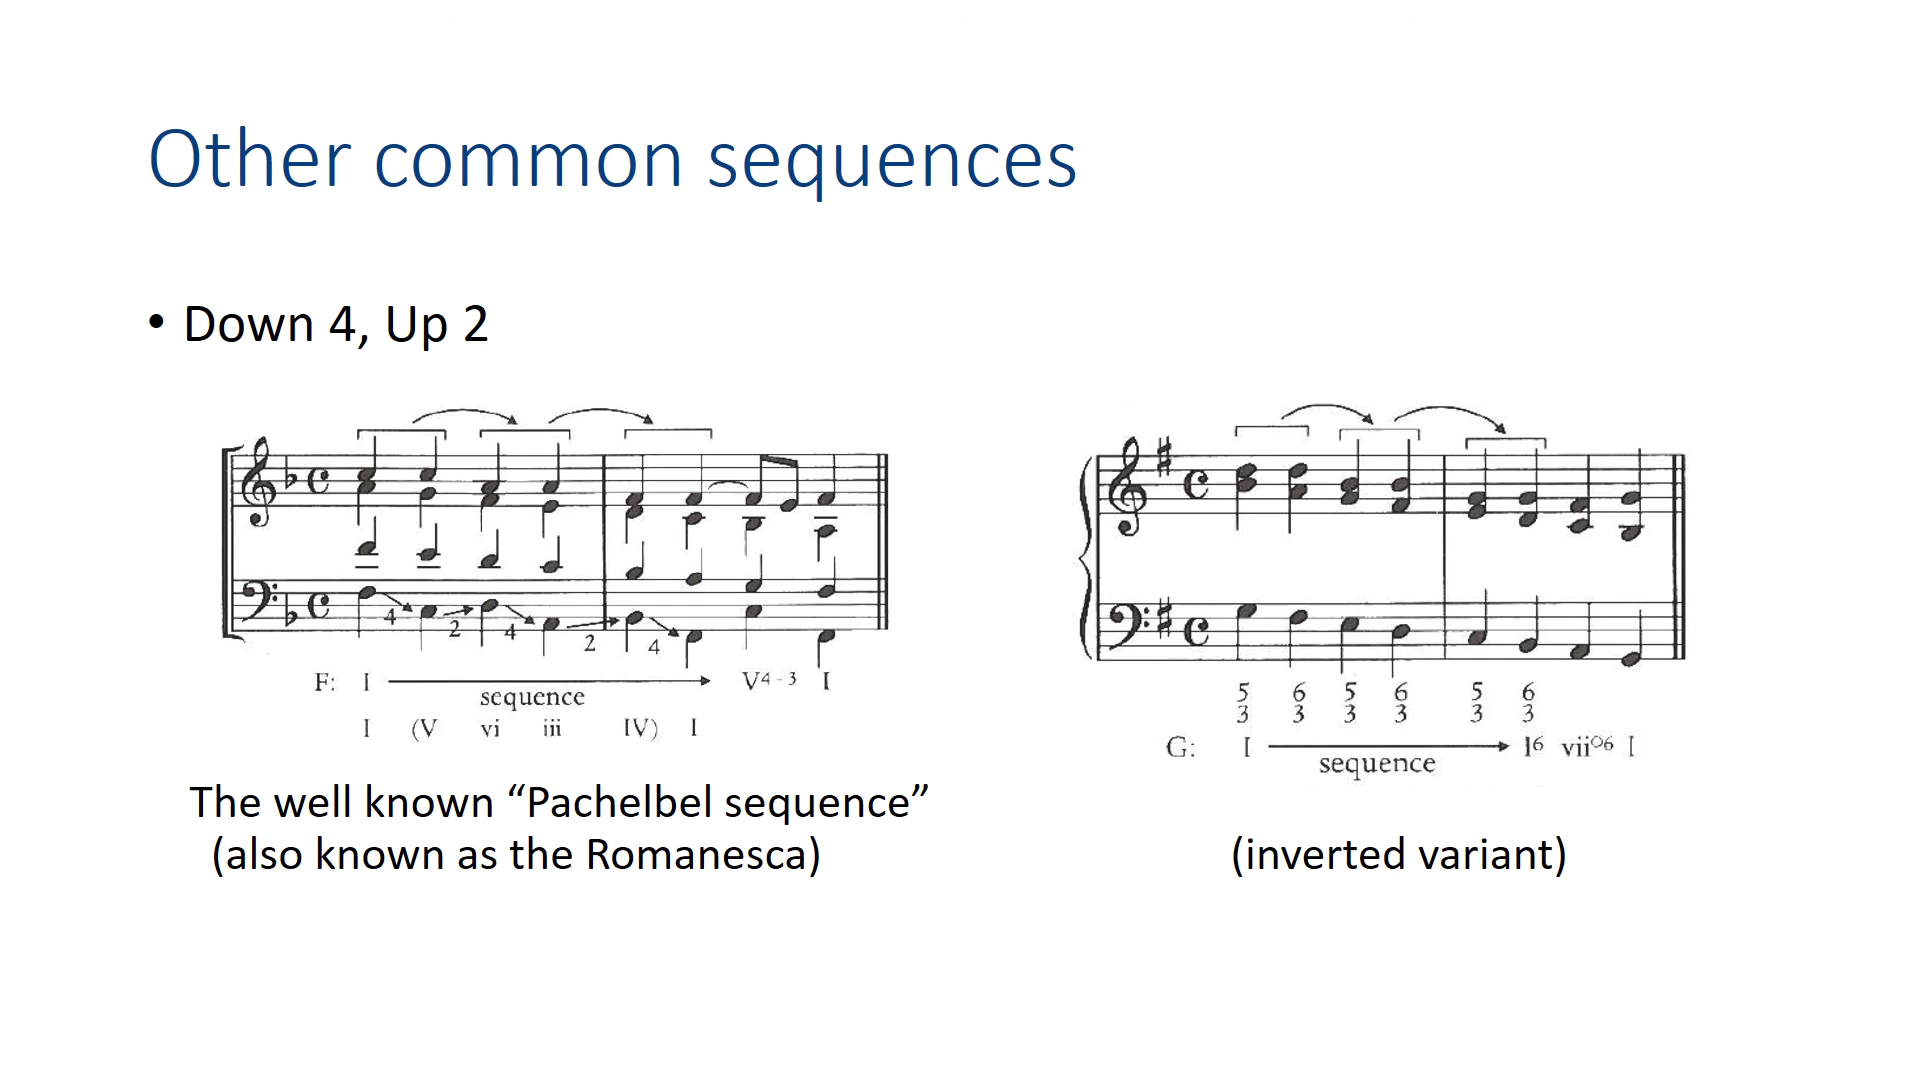 Other common sequences
• Down 4, Up 2
4 2 4 2 4
F: I sequence V4-3 I
I (V vi iii IV) I
5 6 5 6 5 6
3 3 3 3 3 3
G: I sequence I6 viio6 I
The well known “Pachelbel sequence”
(also known as the Romanesca)
(inverted variant)